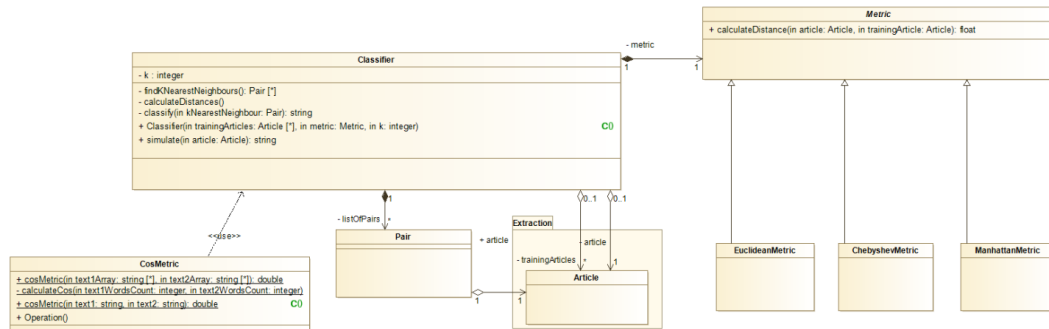 Metric
+ calculateDistance(in article: Article, in trainingArticle: Article): float
- metric
1
1
Classifier
- k : integer
- findKNearestNeighbours(): Pair [*]
- calculateDistances()
- classify(in kNearestNeighbour: Pair): string
+ Classifier(in trainingArticles: Article [*], in metric: Metric, in k: integer)
C()
+ simulate(in article: Article): string
1
0..1
0..1
- listOfPairs
*
Extraction
<<use>>
Pair
+ article
- article
- trainingArticles
*
1
Article
1
1
EuclideanMetric
ChebyshevMetric
ManhattanMetric
CosMetric
+ cosMetric(in text1Array: string [*], in text2Array: string [*]): double
- calculateCos(in text1WordsCount: integer, in text2WordsCount: integer)
+ cosMetric(in text1: string, in text2: string): double
C()
+ Operation()